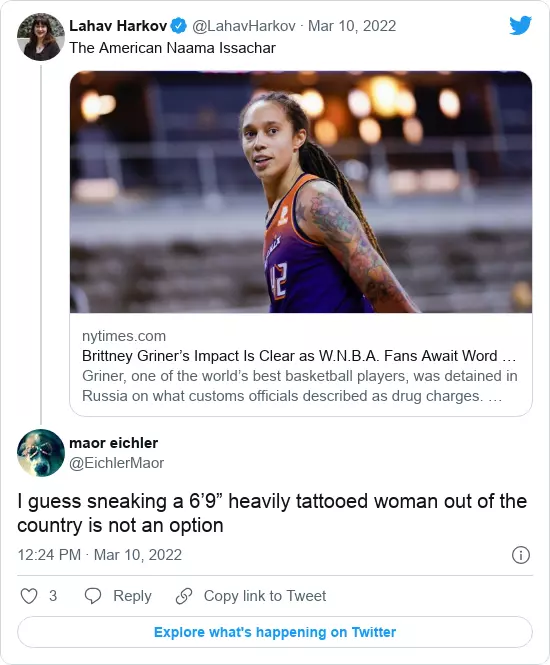 Lahav Harkov @LahavHarkov · Mar 10, 2022
The American Naama Issachar
42
nytimes.com
Brittney Griner’s Impact Is Clear as W.N.B.A. Fans Await Word ...
Griner, one of the world’s best basketball players, was detained in
Russia on what customs officials described as drug charges. ...
maor eichler
@EichlerMaor
I guess sneaking a 6’9” heavily tattooed woman out of the
country is not an option
12:24 PM · Mar 10, 2022
3 Reply Copy link to Tweet
Explore what's happening on Twitter